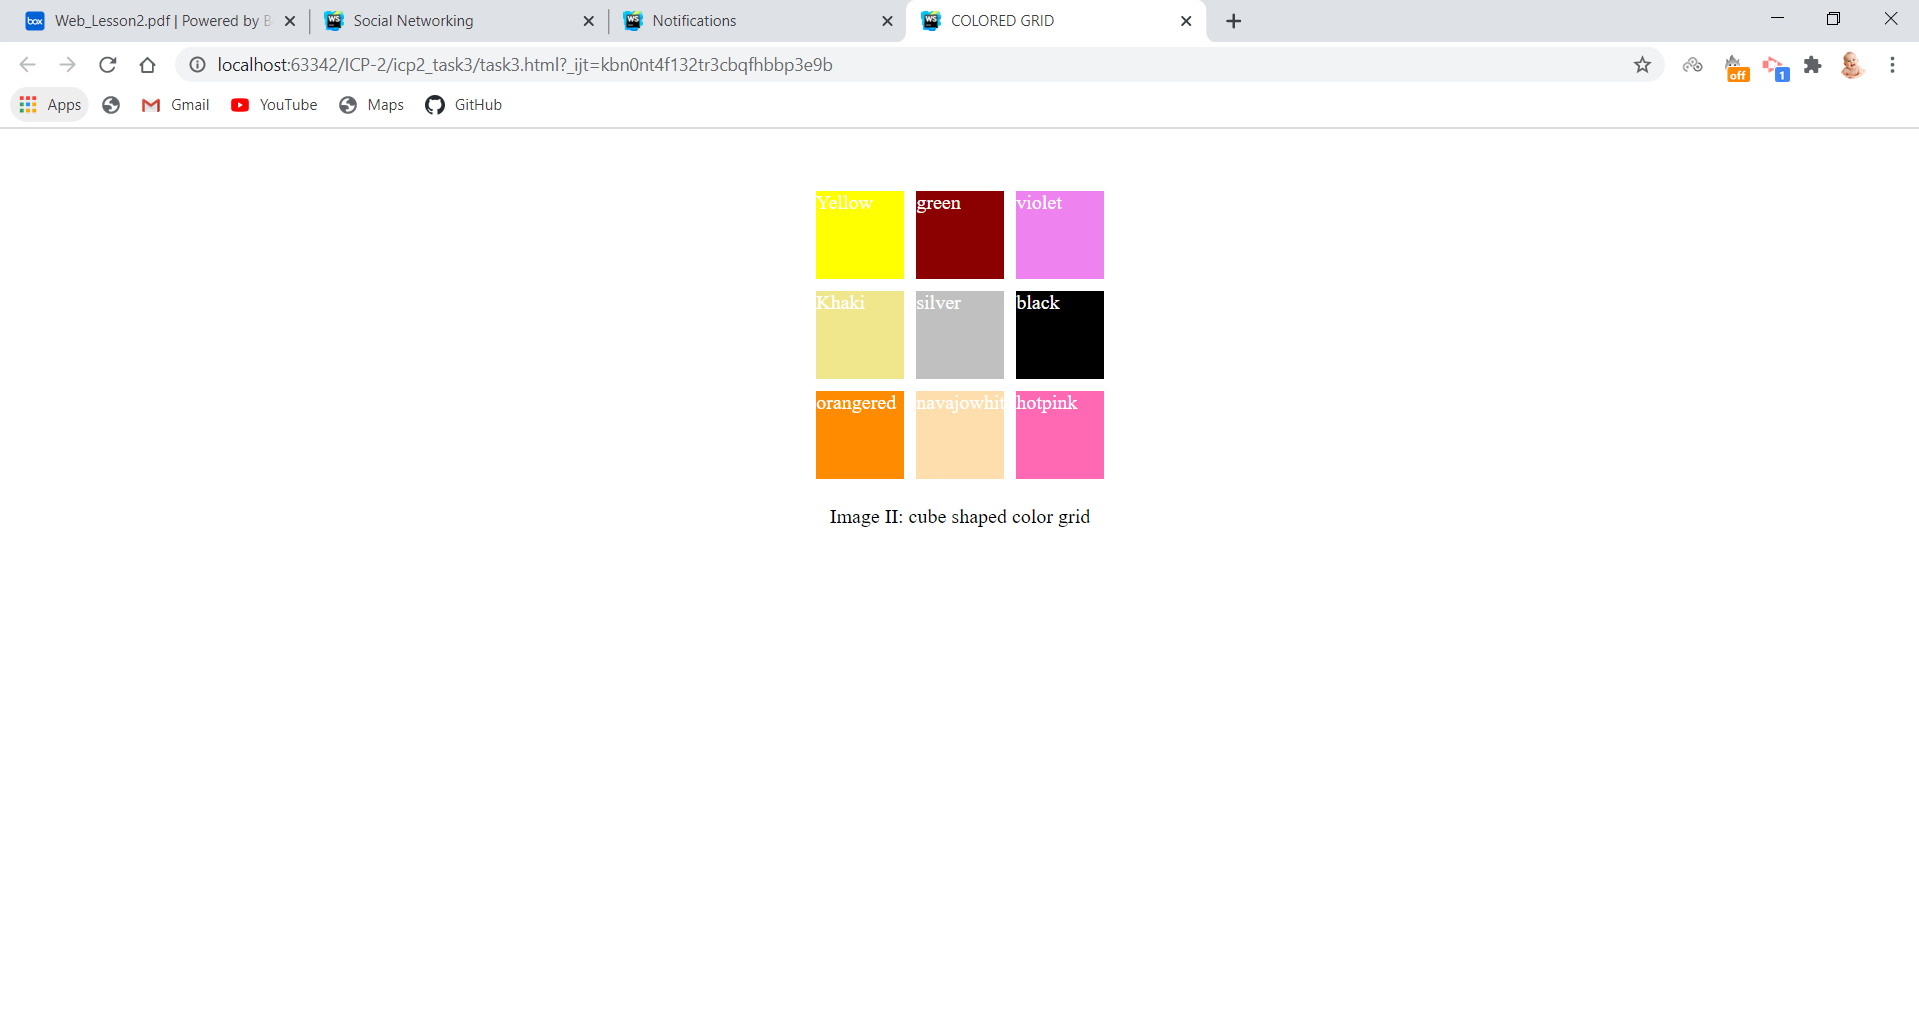 Web_Lesson2.pdf | Powered by B
Social Networking
Notifications
COLORED GRID
localhost:63342/ICP-2/icp2_task3/task3.html?_ijt=kbn0nt4f132tr3cbqfhbbp3e9b
off
1
Apps
Gmail
YouTube
Maps
GitHub
Yellow green violet
Khaki silver black
orangered navajowhit hotpink
Image II: cube shaped color grid